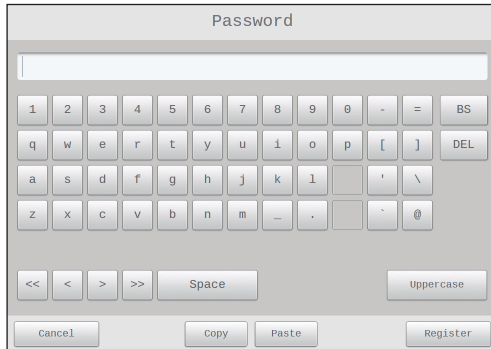 Password
1 2 3 4 5 6 7 8 9 0 - = BS
q w e r t y u i o p [ ] DEL
a s d f g h j k l ' \
z x c v b n m _ . ` @
<< < > >> Space Uppercase
Cancel Copy Paste Register